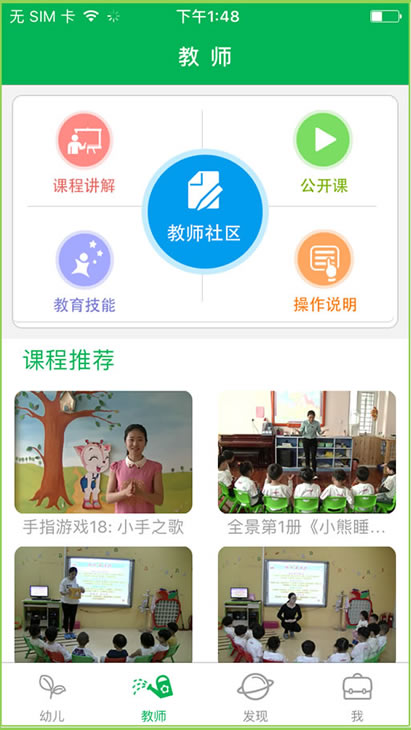 无 SIM 卡 下午1:48
教 师
课程讲解
公开课
教师社区
教育技能
操作说明
课程推荐
手指游戏18: 小手之歌
全景第1册《小熊睡...
幼儿
教师
发现
我